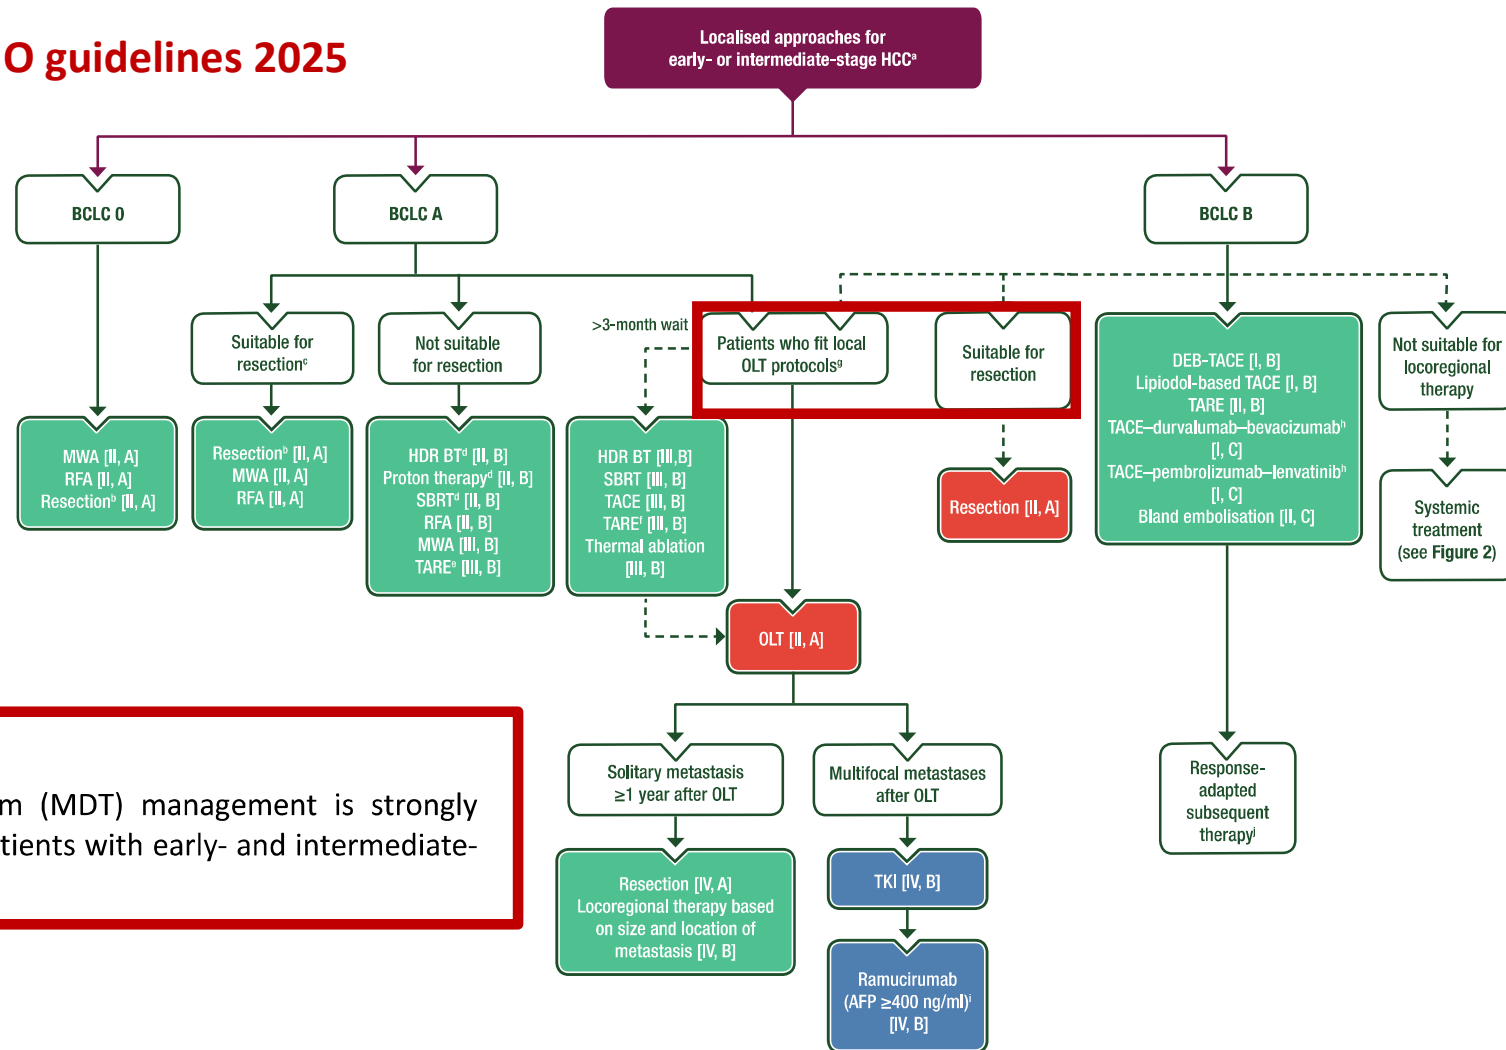 O guidelines 2025
Localised approaches for
early- or intermediate-stage HCCᵃ
BCLC 0
BCLC A
BCLC B
Suitable for
resectionᶜ
Not suitable
for resection
>3-month wait
Patients who fit local
OLT protocolsᵍ
Suitable for
resection
DEB-TACE [I, B]
Lipiodol-based TACE [I, B]
TARE [II, B]
TACE–durvalumab–bevacizumabʰ
[I, C]
TACE–pembrolizumab–lenvatinibʰ
[I, C]
Bland embolisation [II, C]
Not suitable for
locoregional
therapy
MWA [II, A]
RFA [II, A]
Resectionᵇ [II, A]
Resectionᵇ [II, A]
MWA [II, A]
RFA [II, A]
HDR BTᵈ [II, B]
Proton therapyᵈ [II, B]
SBRTᵈ [II, B]
RFA [II, B]
MWA [III, B]
TAREᵉ [III, B]
HDR BT [III,B]
SBRT [III, B]
TACE [III, B]
TAREᶠ [III, B]
Thermal ablation
[III, B]
Resection [II, A]
Systemic
treatment
(see Figure 2)
OLT [II, A]
m (MDT) management is strongly
tients with early- and intermediate-
Solitary metastasis
≥1 year after OLT
Multifocal metastases
after OLT
Response-
adapted
subsequent
therapyʲ
Resection [IV, A]
Locoregional therapy based
on size and location of
metastasis [IV, B]
TKI [IV, B]
Ramucirumab
(AFP ≥400 ng/ml)ⁱ
[IV, B]